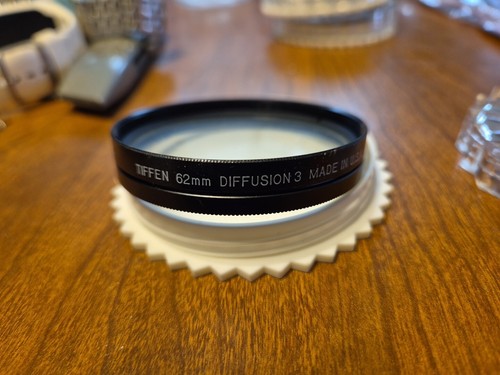 TIFFEN 62mm DIFFUSION 3 MADE IN